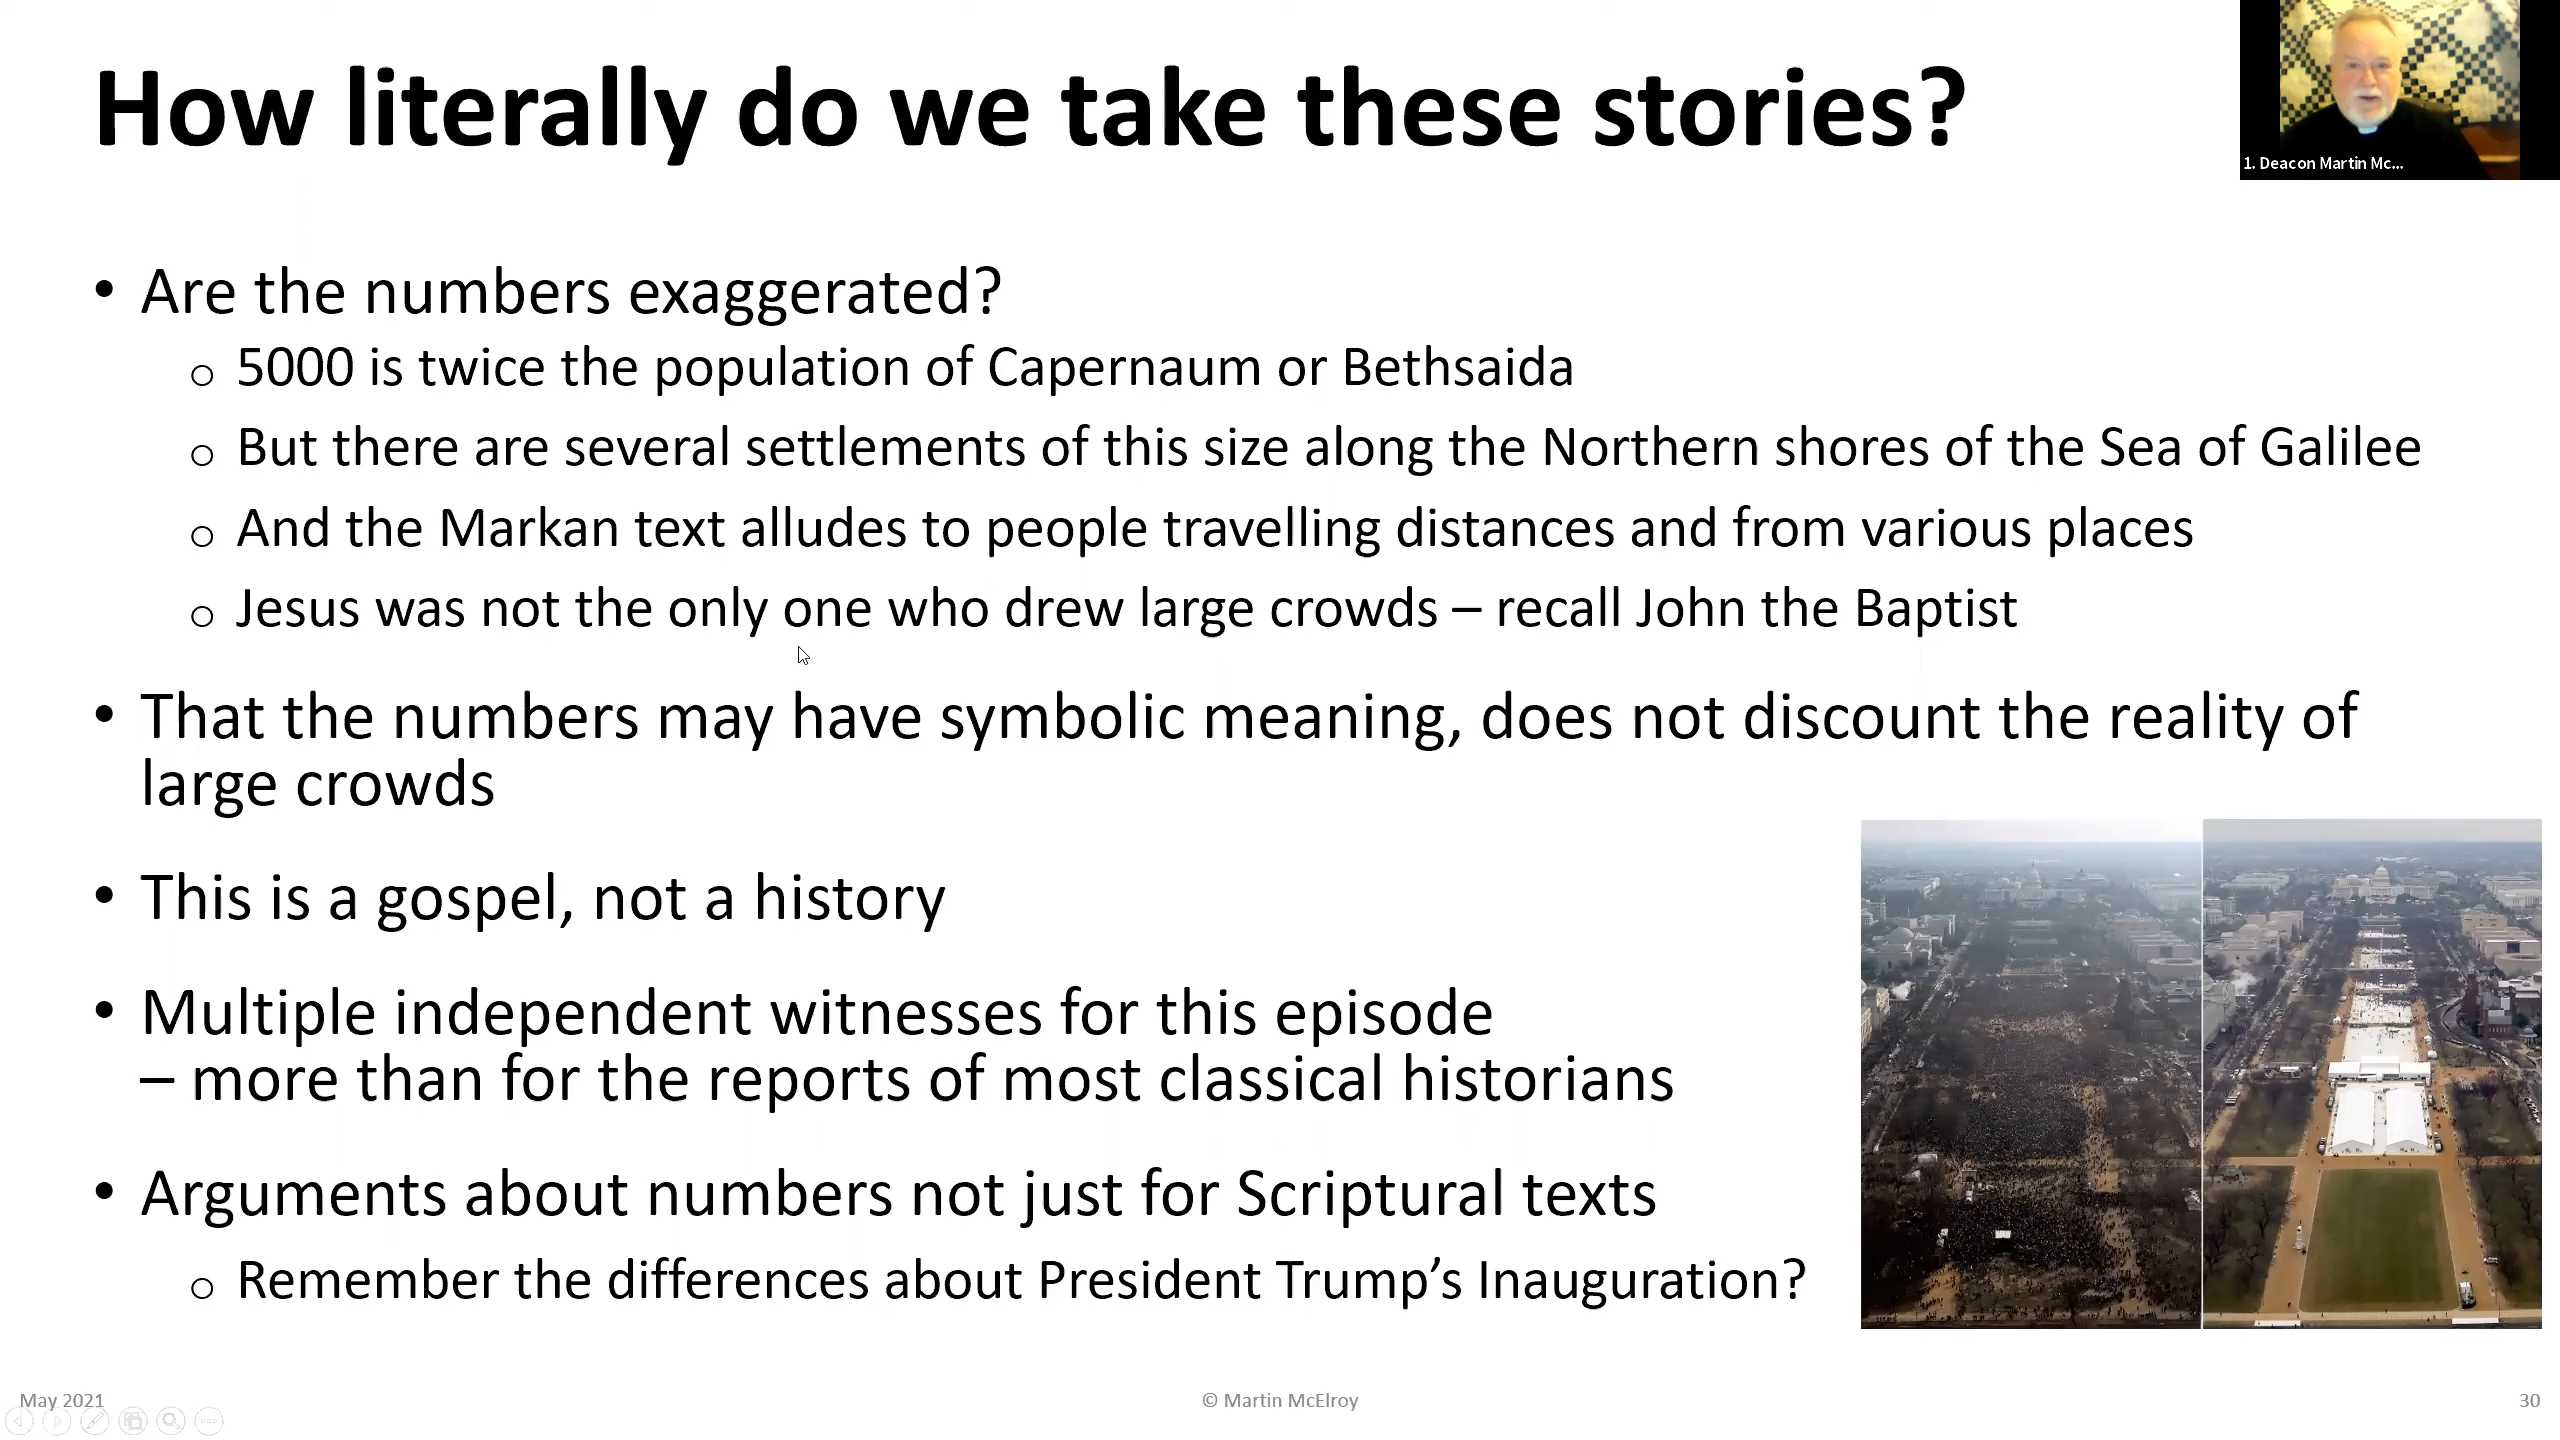 How literally do we take these stories?
1. Deacon Martin Mc...
• Are the numbers exaggerated?
o 5000 is twice the population of Capernaum or Bethsaida
o But there are several settlements of this size along the Northern shores of the Sea of Galilee
o And the Markan text alludes to people travelling distances and from various places
o Jesus was not the only one who drew large crowds – recall John the Baptist
• That the numbers may have symbolic meaning, does not discount the reality of
large crowds
• This is a gospel, not a history
• Multiple independent witnesses for this episode
– more than for the reports of most classical historians
• Arguments about numbers not just for Scriptural texts
o Remember the differences about President Trump’s Inauguration?
May 2021
© Martin McElroy
30